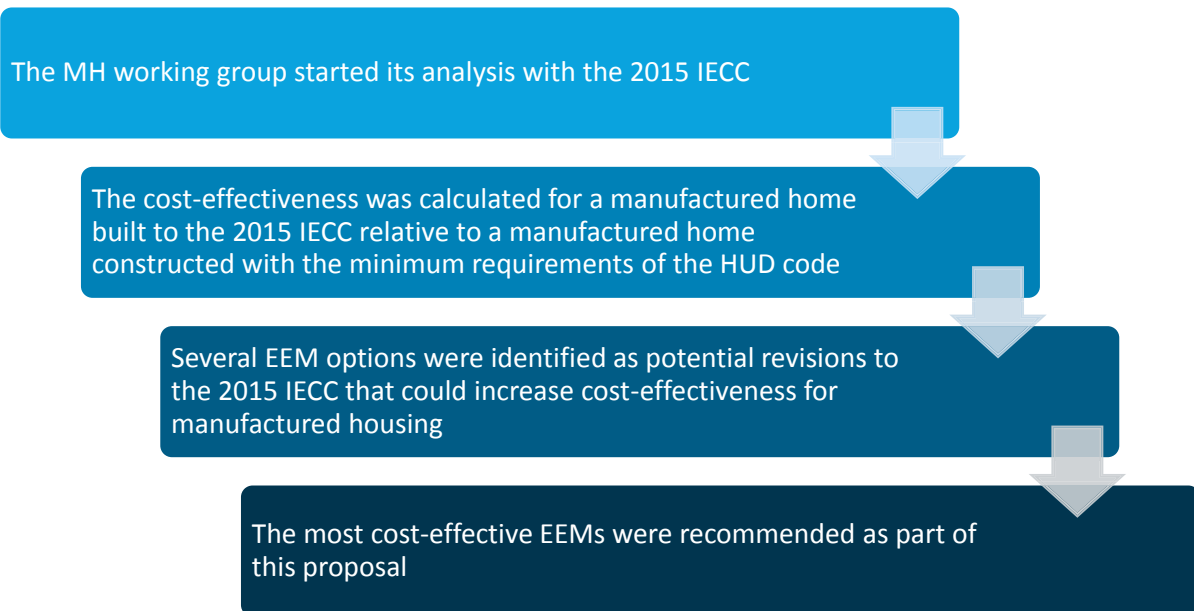 The MH working group started its analysis with the 2015 IECC
The cost-effectiveness was calculated for a manufactured home
built to the 2015 IECC relative to a manufactured home
constructed with the minimum requirements of the HUD code
Several EEM options were identified as potential revisions to
the 2015 IECC that could increase cost-effectiveness for
manufactured housing
The most cost-effective EEMs were recommended as part of
this proposal